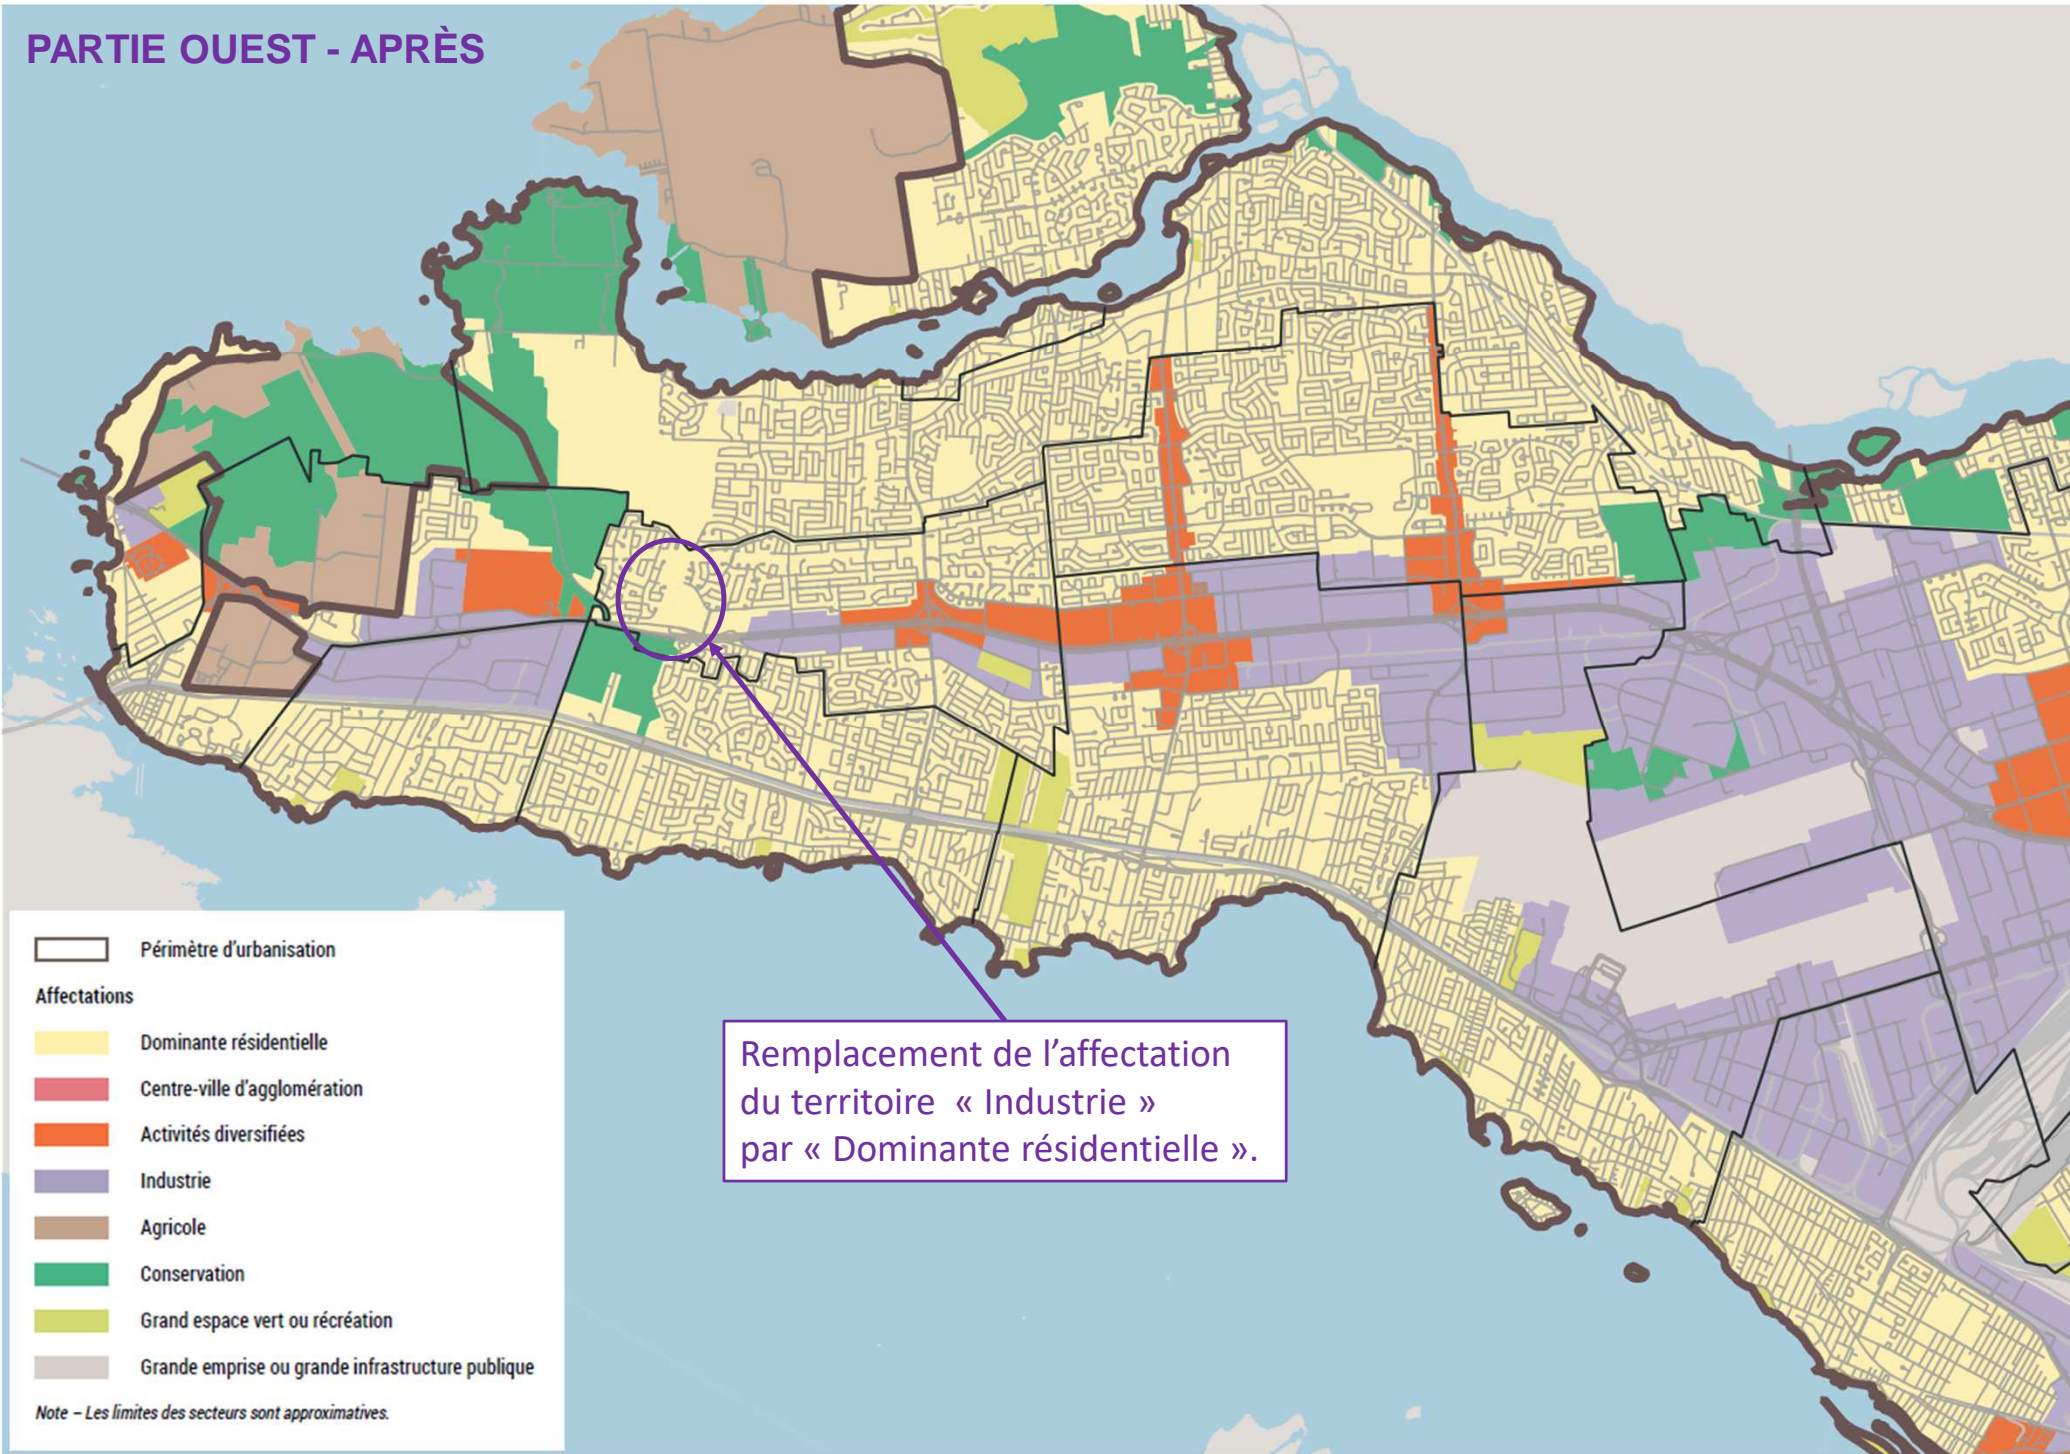 PARTIE OUEST - APRÈS
Remplacement de l’affectation
du territoire « Industrie »
par « Dominante résidentielle ».
Périmètre d'urbanisation
Affectations
Dominante résidentielle
Centre-ville d'agglomération
Activités diversifiées
Industrie
Agricole
Conservation
Grand espace vert ou récréation
Grande emprise ou grande infrastructure publique
Note – Les limites des secteurs sont approximatives.